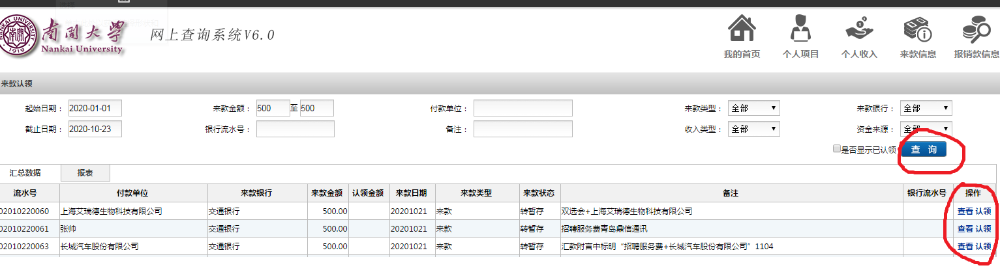 选择
南開大學
Nankai University
NANKAI UNIVERSITY
1919
网上查询系统V6.0
我的首页 个人项目 个人收入 来款信息 报销款信息
来款认领
起始日期： 2020-01-01 来款金额： 500 至 500 付款单位： 来款类型： 全部 来款银行： 全部
截止日期： 2020-10-23 银行流水号： 备注： 收入类型： 全部 资金来源： 全部
是否显示已认领 查 询
汇总数据 报表
流水号 付款单位 来款银行 来款金额 认领金额 来款日期 来款类型 来款状态 备注 银行流水号 操作
02010220060 上海艾瑞德生物科技有限公司 交通银行 500.00 20201021 来款 转暂存 双选会+上海艾瑞德生物科技有限公司 查看 认领
02010220061 张帅 交通银行 500.00 20201021 来款 转暂存 招聘服务费青岛鼎信通讯 查看 认领
02010220063 长城汽车股份有限公司 交通银行 500.00 20201021 来款 转暂存 汇款附言中标明“招聘服务费+长城汽车股份有限公司”1104 查看 认领